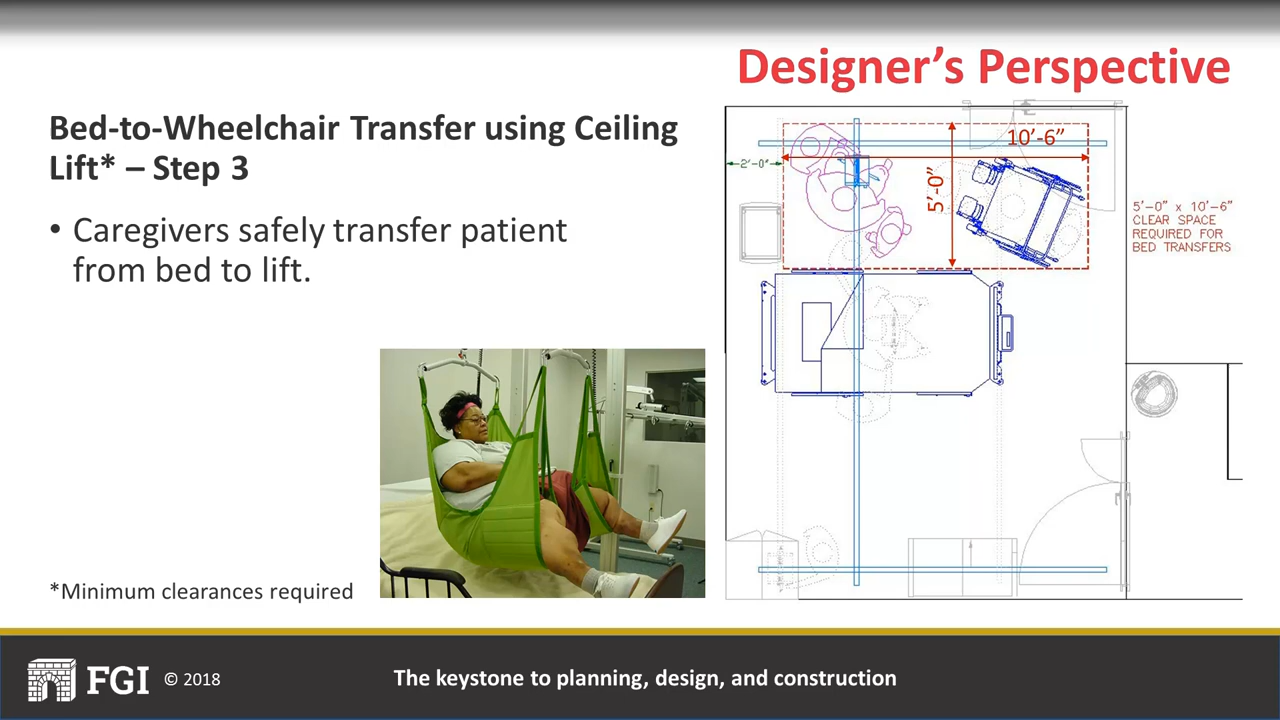 Designer’s Perspective
Bed-to-Wheelchair Transfer using Ceiling
Lift* – Step 3
• Caregivers safely transfer patient
from bed to lift.
*Minimum clearances required
10’-6”
2'-0"
5’-0”
5'-0" x 10'-6"
CLEAR SPACE
REQUIRED FOR
BED TRANSFERS
FGI
© 2018
The keystone to planning, design, and construction